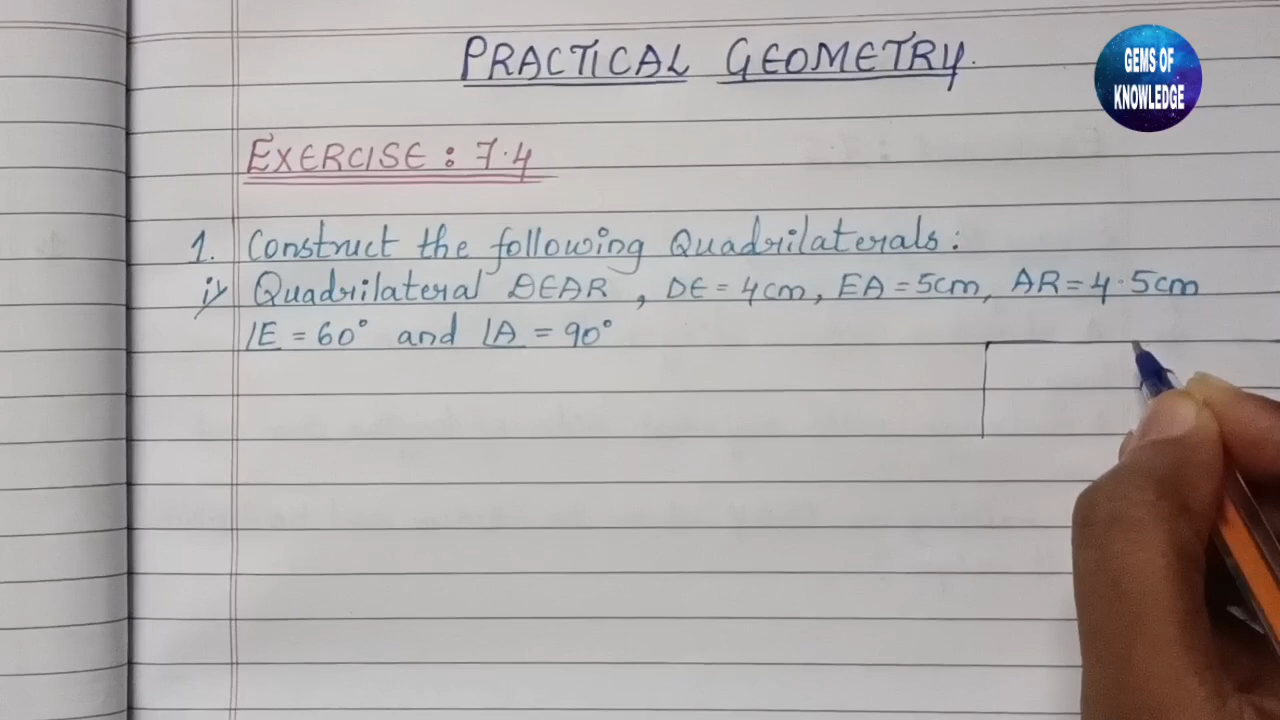 PRACTICAL GEOMETRY.
GEMS OF
KNOWLEDGE
EXERCISE : 7.4
1. Construct the following Quadrilaterals :
i) Quadrilateral DEAR, DE = 4cm, EA = 5cm, AR = 4.5cm
∠E = 60° and ∠A = 90°